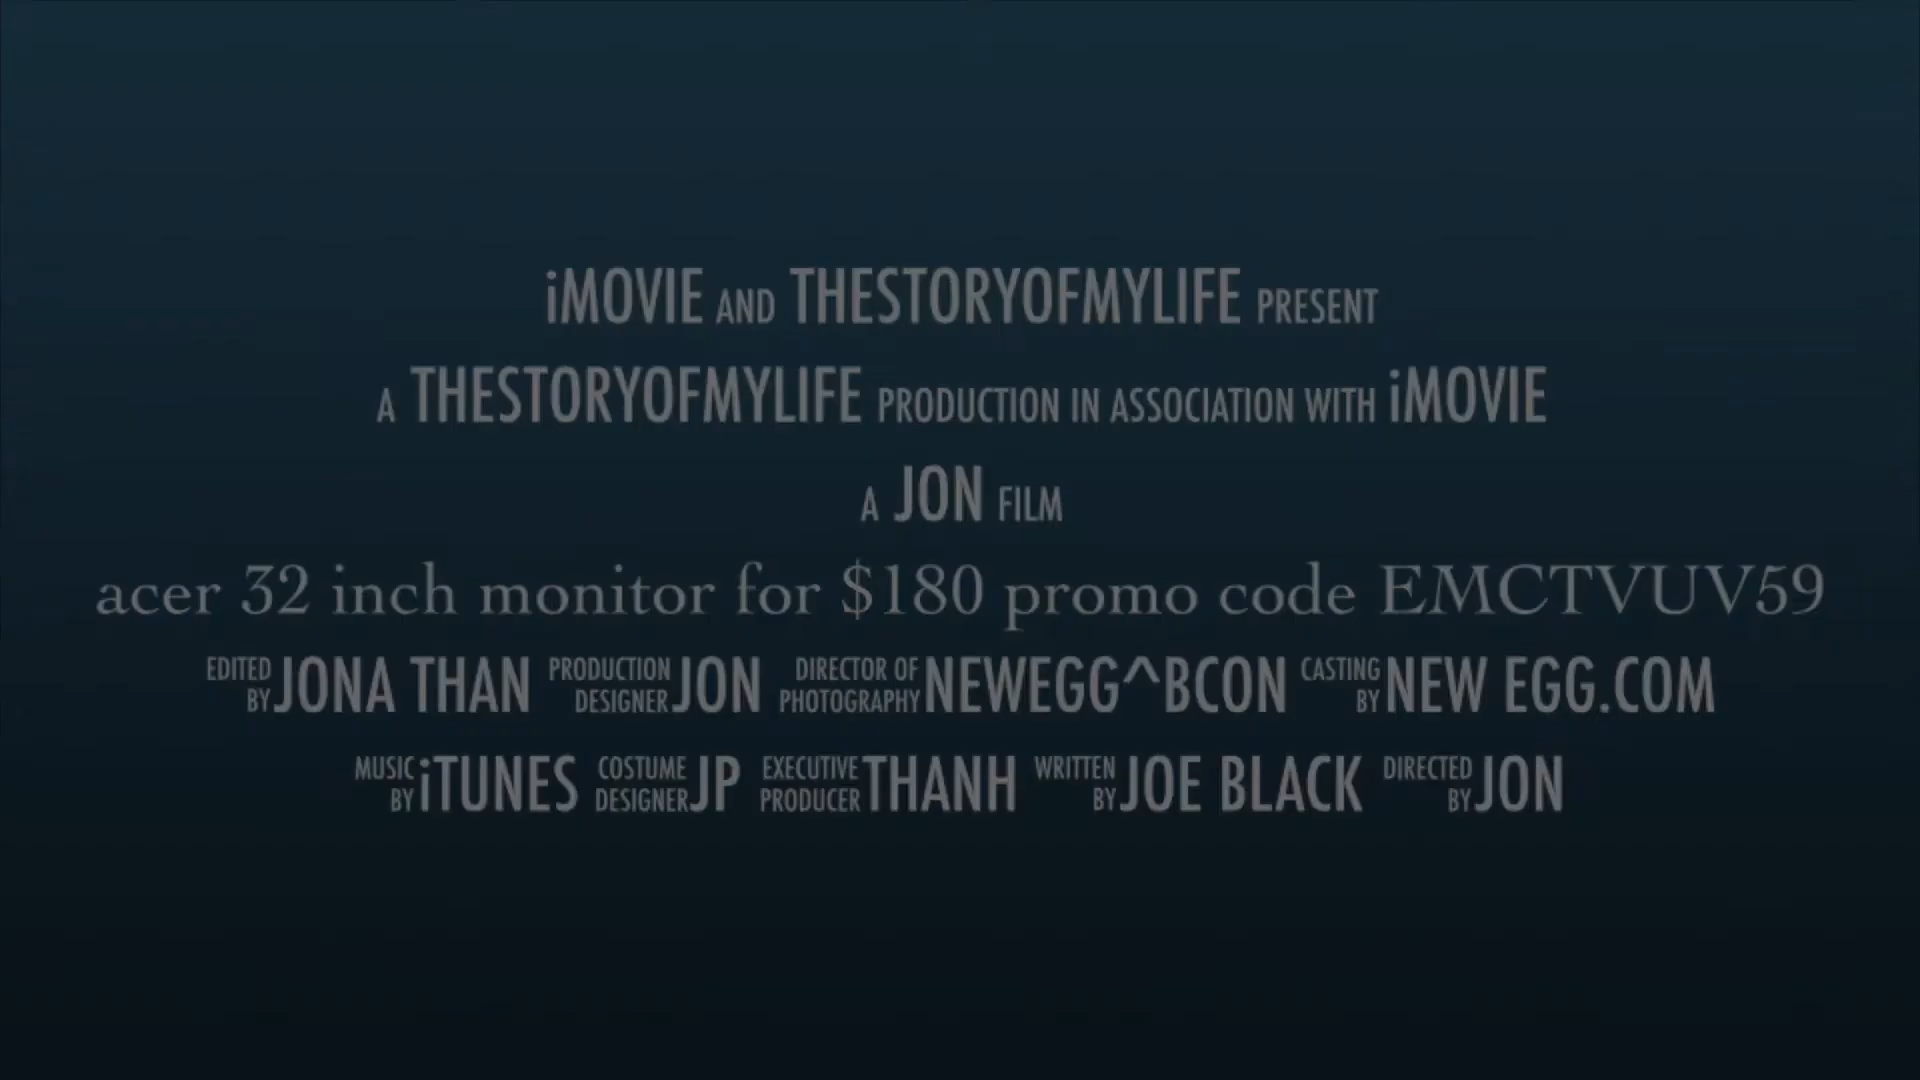 iMOVIE AND THESTORYOFMYLIFE PRESENT
A THESTORYOFMYLIFE PRODUCTION IN ASSOCIATION WITH iMOVIE
A JON FILM
acer 32 inch monitor for $180 promo code EMCTVUV59
EDITED BY JONA THAN PRODUCTION DESIGNER JON DIRECTOR OF PHOTOGRAPHY NEWEGG^BCON CASTING BY NEW EGG.COM
MUSIC BY iTUNES COSTUME DESIGNER JP EXECUTIVE PRODUCER THANH WRITTEN BY JOE BLACK DIRECTED BY JON